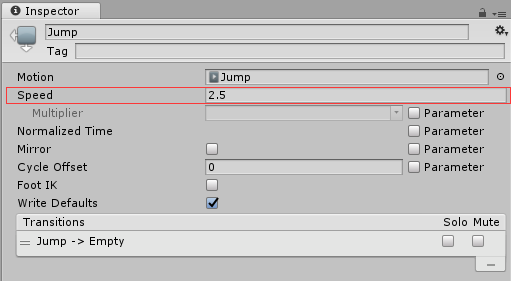 Inspector
Jump
Tag
Motion Jump
Speed 2.5
Multiplier Parameter
Normalized Time Parameter
Mirror Parameter
Cycle Offset 0 Parameter
Foot IK
Write Defaults
Transitions Solo Mute
Jump -> Empty